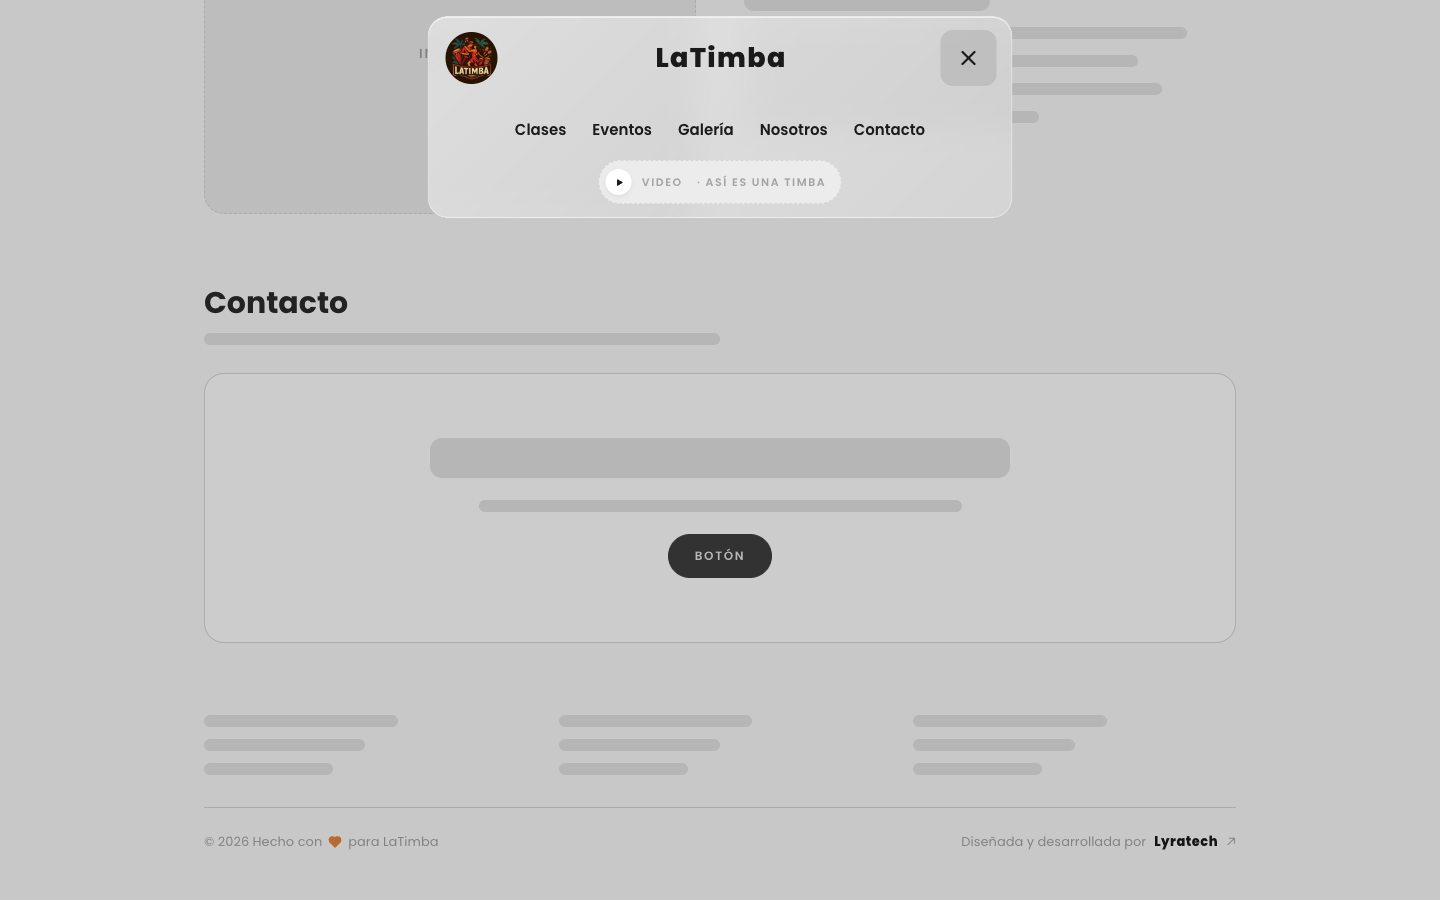 LATIMBA
LaTimba
Clases Eventos Galería Nosotros Contacto
VIDEO · ASÍ ES UNA TIMBA
Contacto
BOTÓN
© 2026 Hecho con para LaTimba
Diseñada y desarrollada por Lyratech ↗